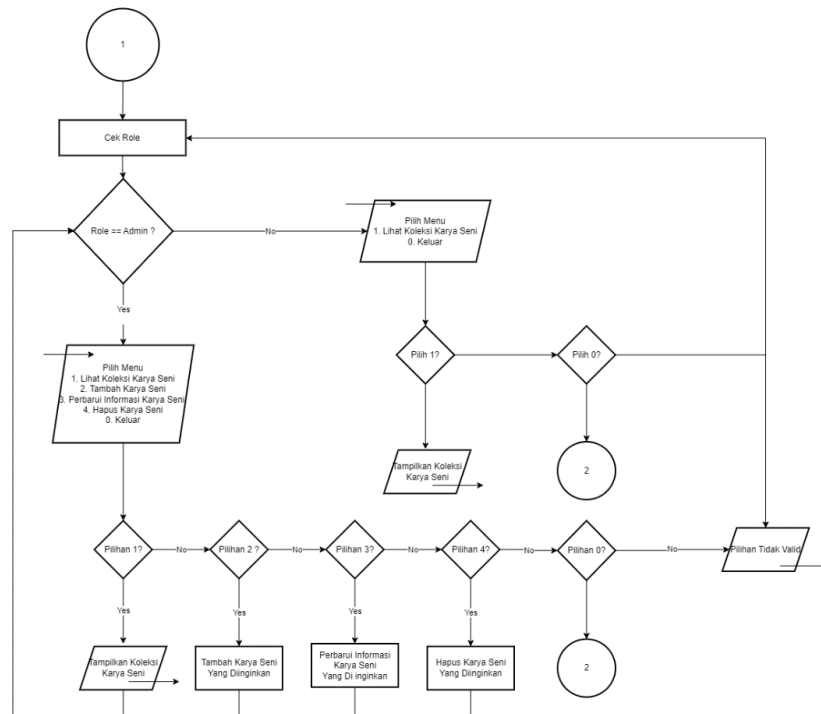 1
Cek Role
Role == Admin ?
No
Pilih Menu
1. Lihat Koleksi Karya Seni
0. Keluar
Yes
Pilih Menu
1. Lihat Koleksi Karya Seni
2. Tambah Karya Seni
3. Perbarui Informasi Karya Seni
4. Hapus Karya Seni
0. Keluar
Pilih 1?
Pilih 0?
Tampilkan Koleksi
Karya Seni
2
Pilihan 1?
No
Pilihan 2 ?
No
Pilihan 3?
No
Pilihan 4?
No
Pilihan 0?
No
Pilihan Tidak Valid
Yes
Yes
Yes
Yes
Tampilkan Koleksi
Karya Seni
Tambah Karya Seni
Yang Diinginkan
Perbarui Informasi
Karya Seni
Yang Di inginkan
Hapus Karya Seni
Yang Diinginkan
2